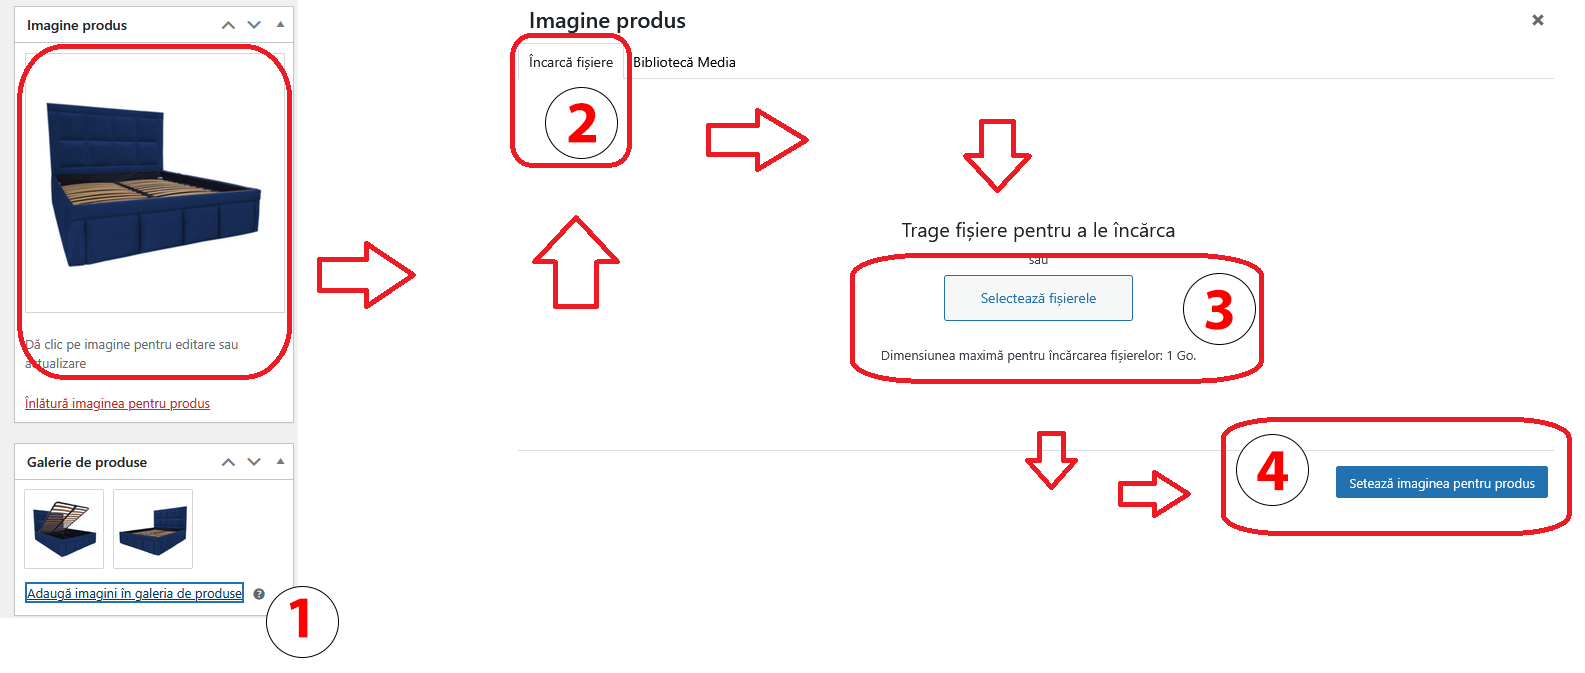 Imagine produs
Dă clic pe imagine pentru editare sau
actualizare
Înlătură imaginea pentru produs
Galerie de produse
Adaugă imagini în galeria de produse
?
1
Imagine produs
Încarcă fișiere
Bibliotecă Media
2
Trage fișiere pentru a le încărca
sau
Selectează fișierele
3
Dimensiunea maximă pentru încărcarea fișierelor: 1 Go.
4
Setează imaginea pentru produs